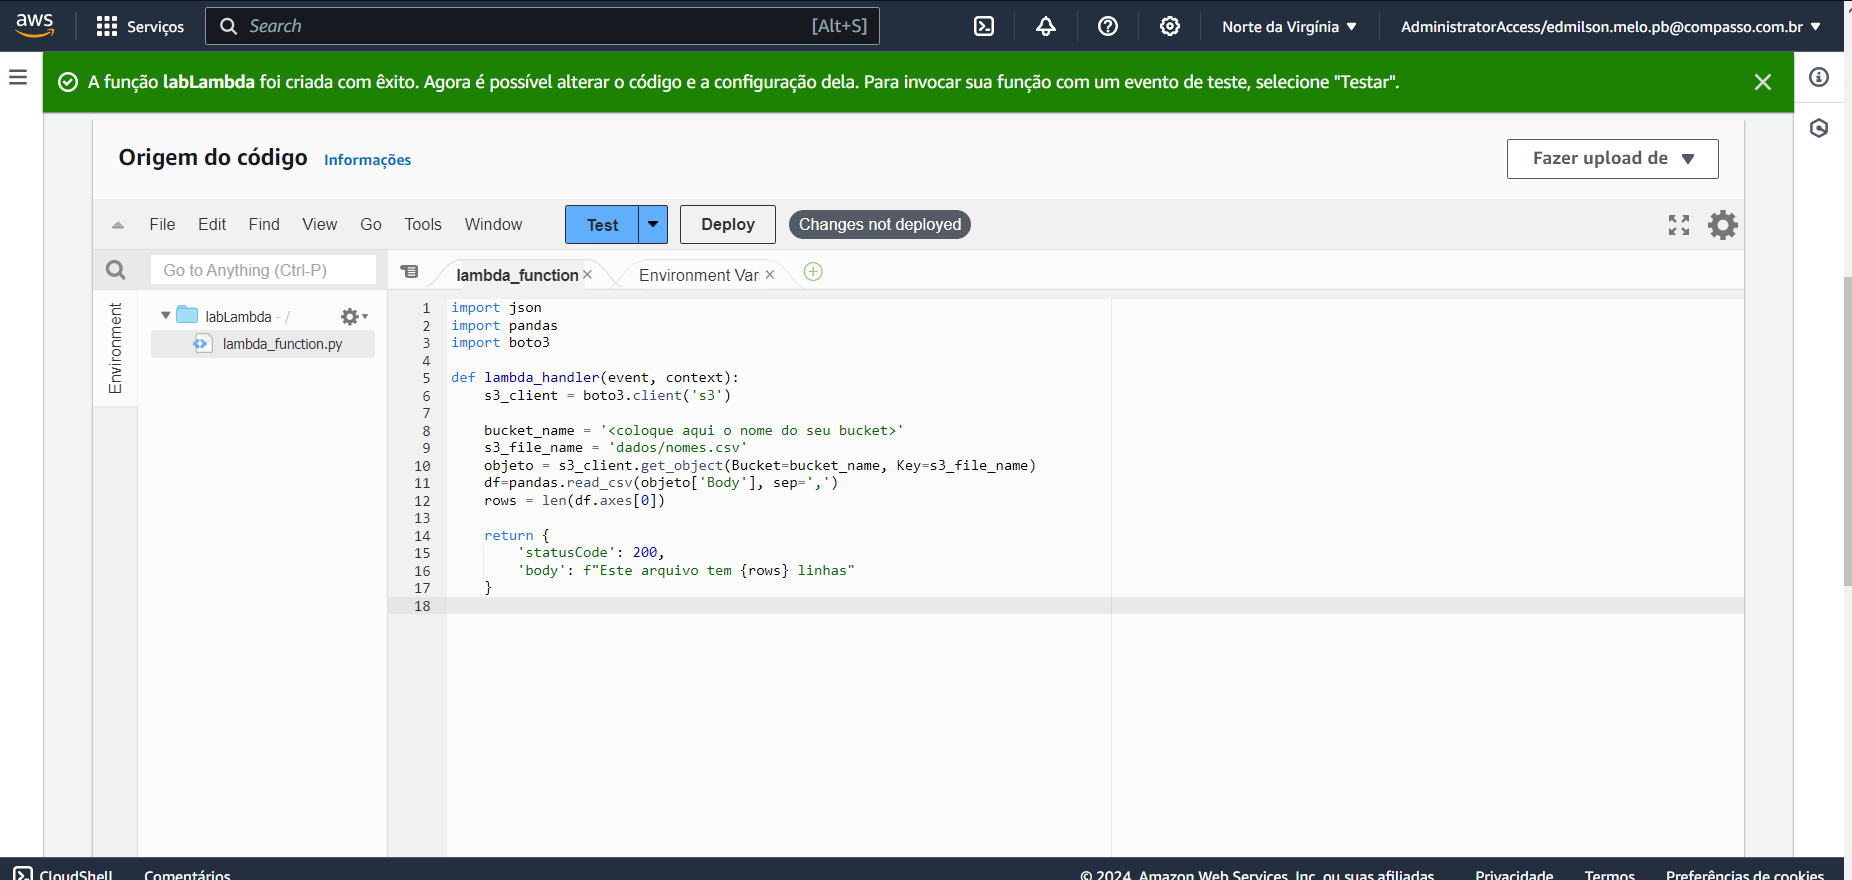 aws
Serviços
Search
[Alt+S]
Norte da Virgínia
AdministratorAccess/edmilson.melo.pb@compasso.com.br
A função labLambda foi criada com êxito. Agora é possível alterar o código e a configuração dela. Para invocar sua função com um evento de teste, selecione "Testar".
Origem do código
Informações
Fazer upload de
File Edit Find View Go Tools Window
Test
Deploy
Changes not deployed
Go to Anything (Ctrl-P)
Environment
labLambda - /
lambda_function.py
lambda_function
Environment Var
1 import json
2 import pandas
3 import boto3
4
5 def lambda_handler(event, context):
6     s3_client = boto3.client('s3')
7
8     bucket_name = '<coloque aqui o nome do seu bucket>'
9     s3_file_name = 'dados/nomes.csv'
10     objeto = s3_client.get_object(Bucket=bucket_name, Key=s3_file_name)
11     df=pandas.read_csv(objeto['Body'], sep=',')
12     rows = len(df.axes[0])
13
14     return {
15         'statusCode': 200,
16         'body': f"Este arquivo tem {rows} linhas"
17     }
18
CloudShell
Comentários
© 2024, Amazon Web Services, Inc. ou suas afiliadas.
Privacidade
Termos
Preferências de cookies